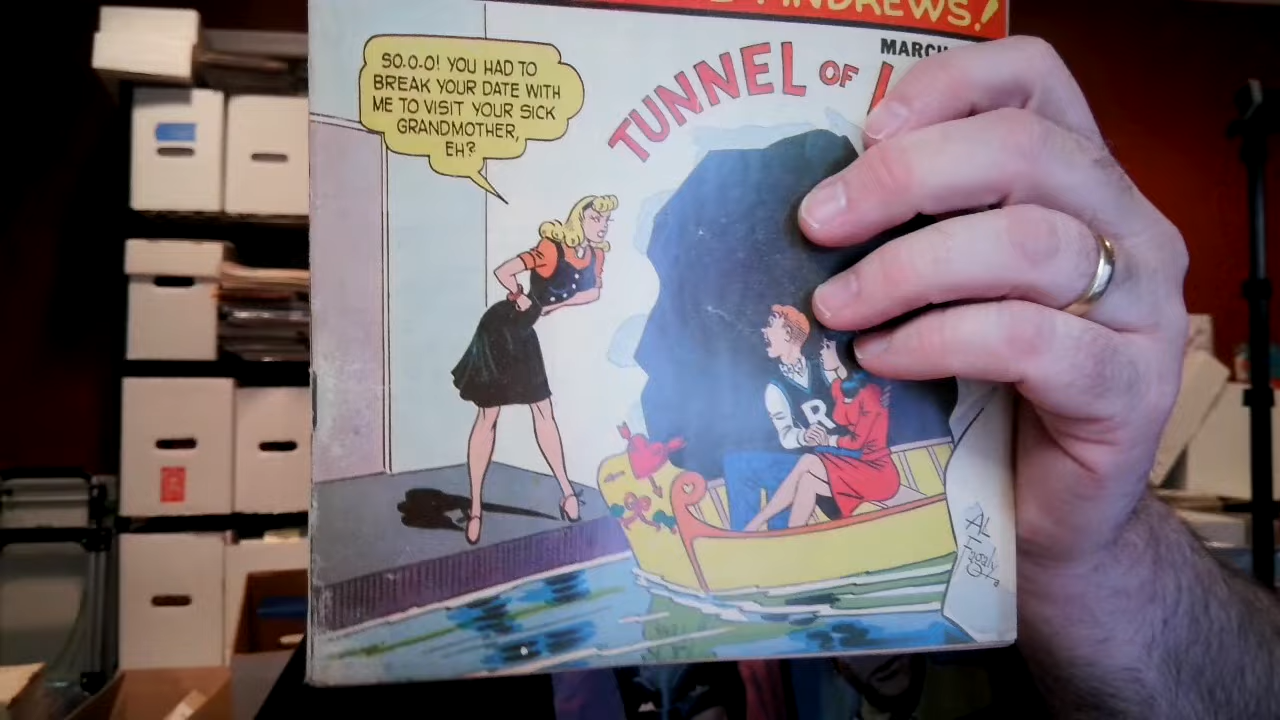 ANDREWS!
MARCH
SO-O-O! YOU HAD TO
BREAK YOUR DATE WITH
ME TO VISIT YOUR SICK
GRANDMOTHER,
EH?
TUNNEL OF
R
AL
Fagaly